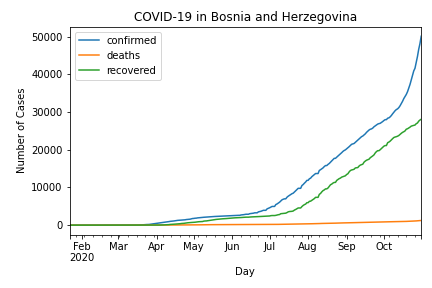 COVID-19 in Bosnia and Herzegovina
confirmed
deaths
recovered
Number of Cases
50000
40000
30000
20000
10000
0
Feb Mar Apr May Jun Jul Aug Sep Oct
2020
Day